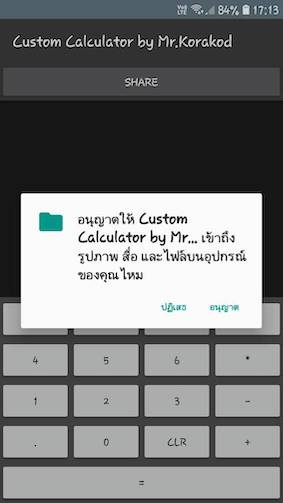 VoD LTE 84% 17:13
Custom Calculator by Mr.Korakod
SHARE
อนุญาตให้ Custom
Calculator by Mr... เข้าถึง
รูปภาพ สื่อ และไฟล์บนอุปกรณ์
ของคุณไหม
ปฏิเสธ อนุญาต
4 5 6 *
1 2 3 -
. 0 CLR +
=